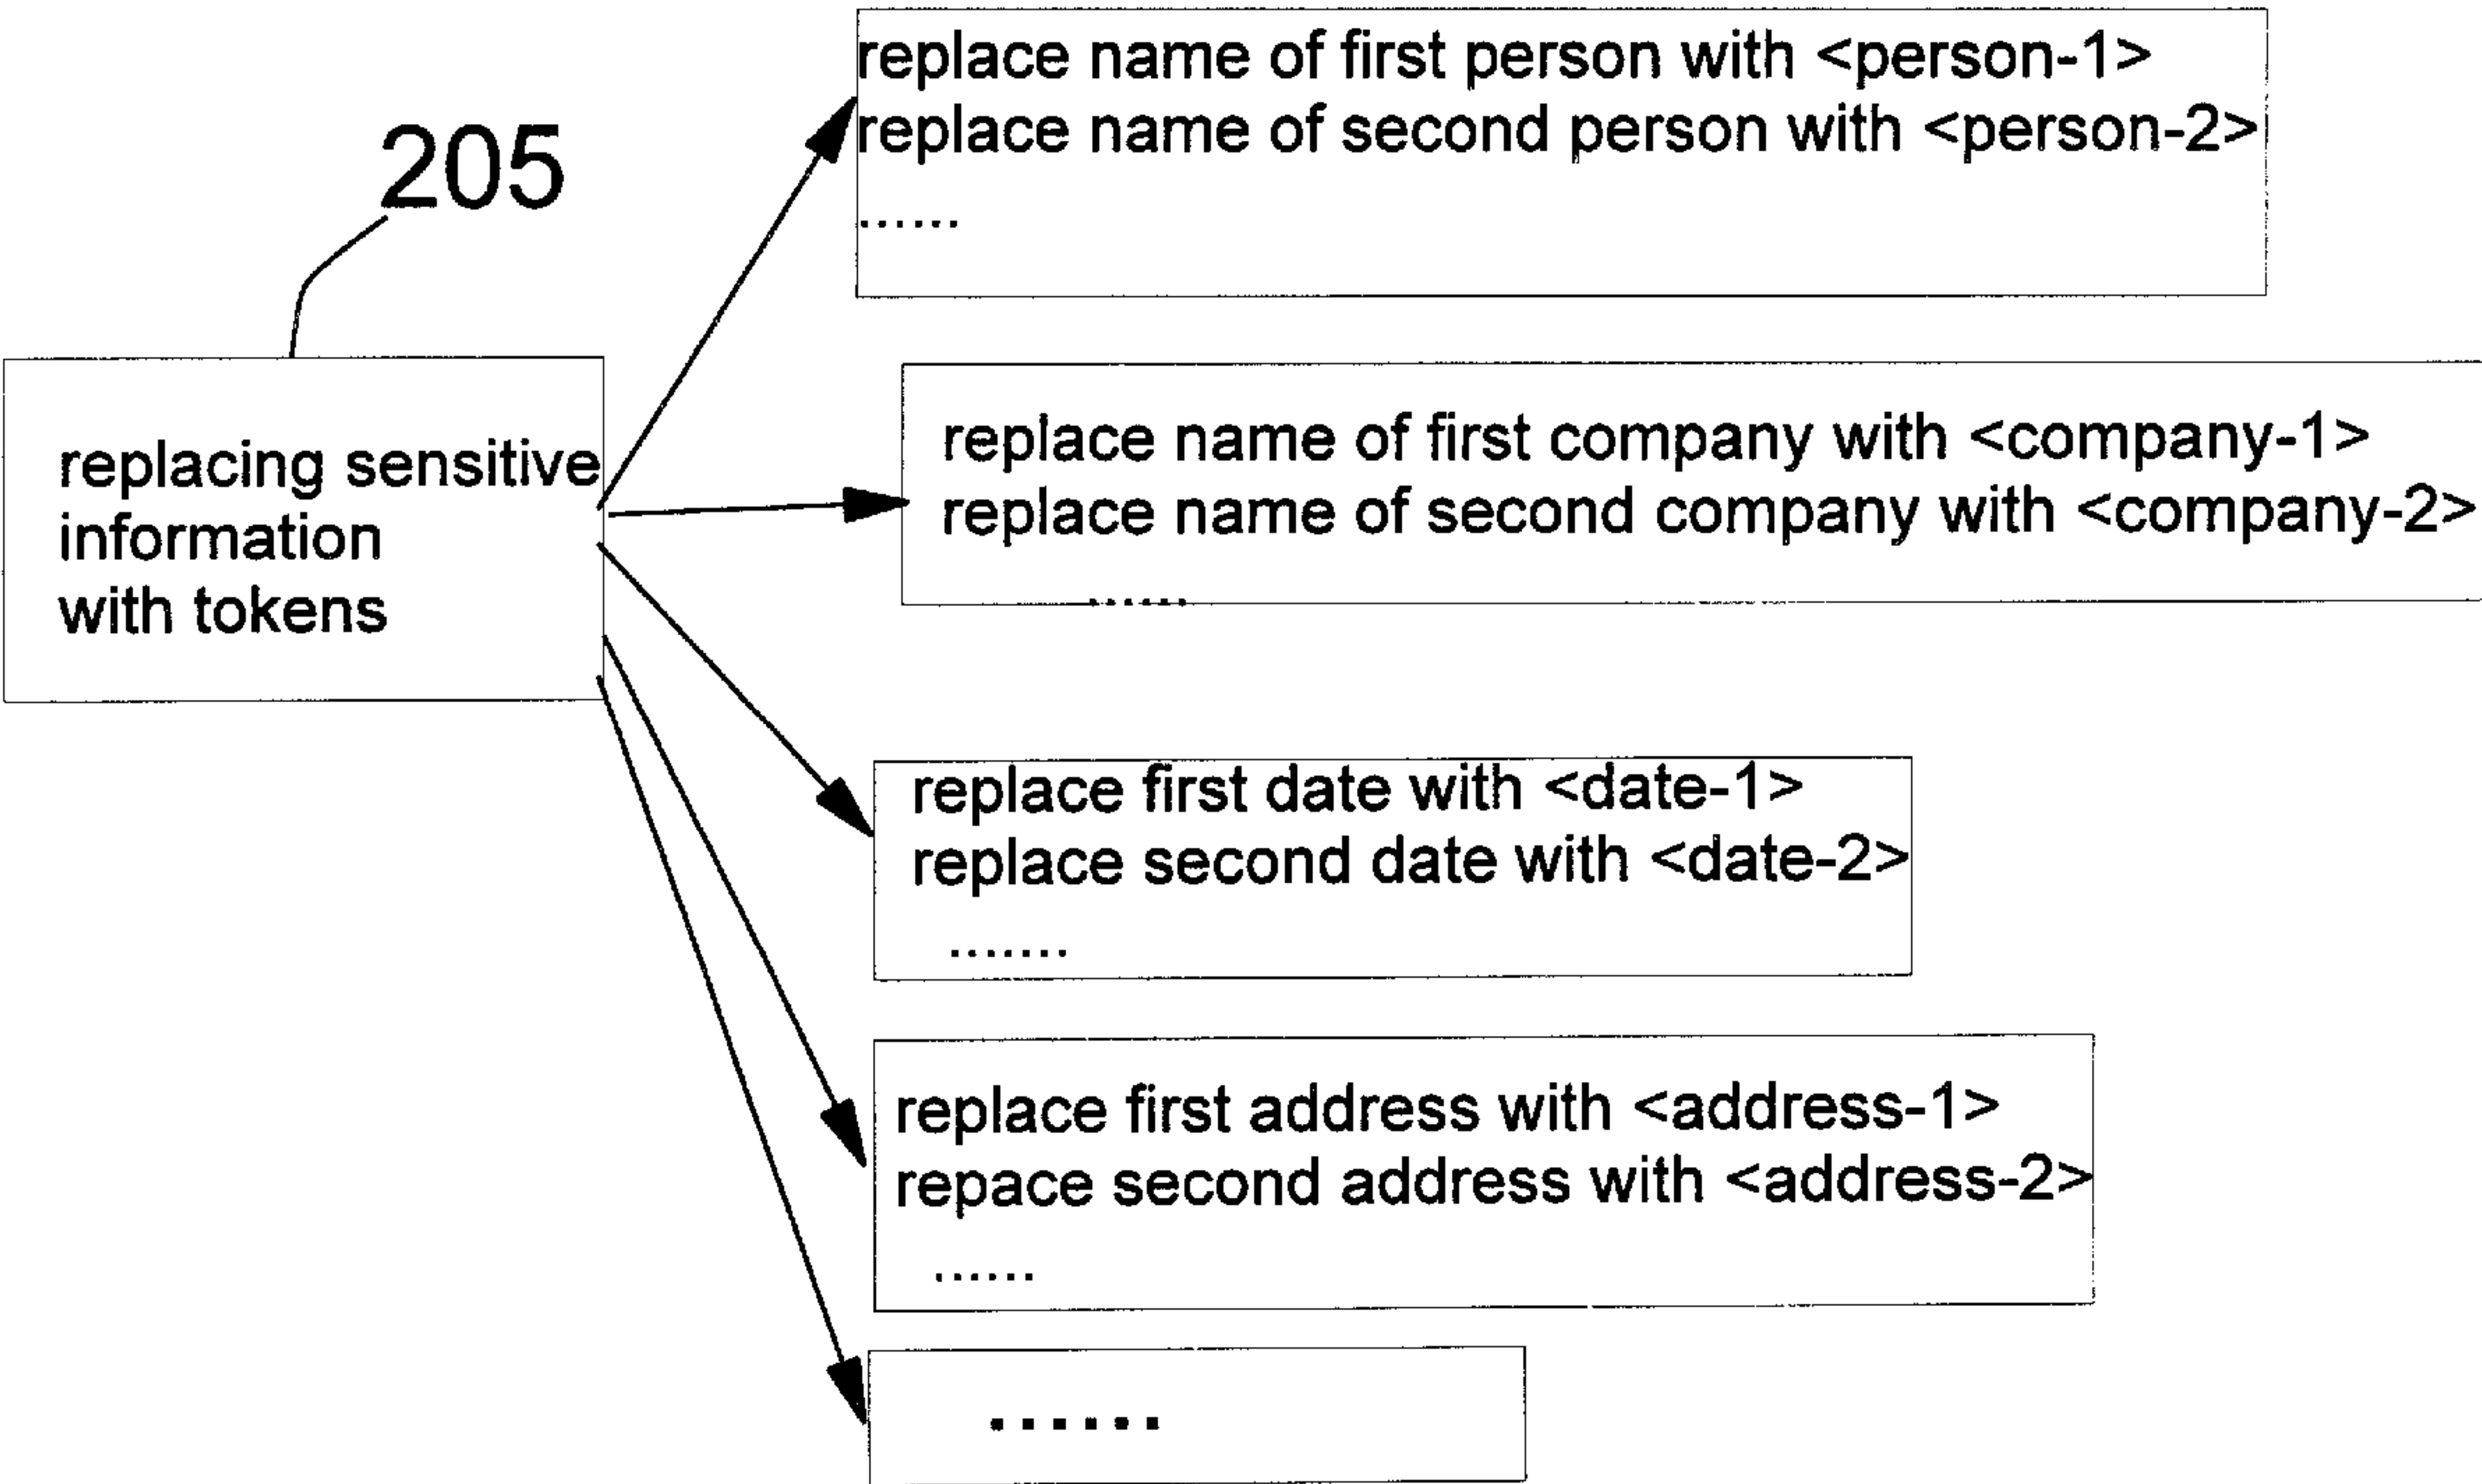 205
replacing sensitive
information
with tokens
replace name of first person with <person-1>
replace name of second person with <person-2>
......
replace name of first company with <company-1>
replace name of second company with <company-2>
......
replace first date with <date-1>
replace second date with <date-2>
.......
replace first address with <address-1>
repace second address with <address-2>
......
......